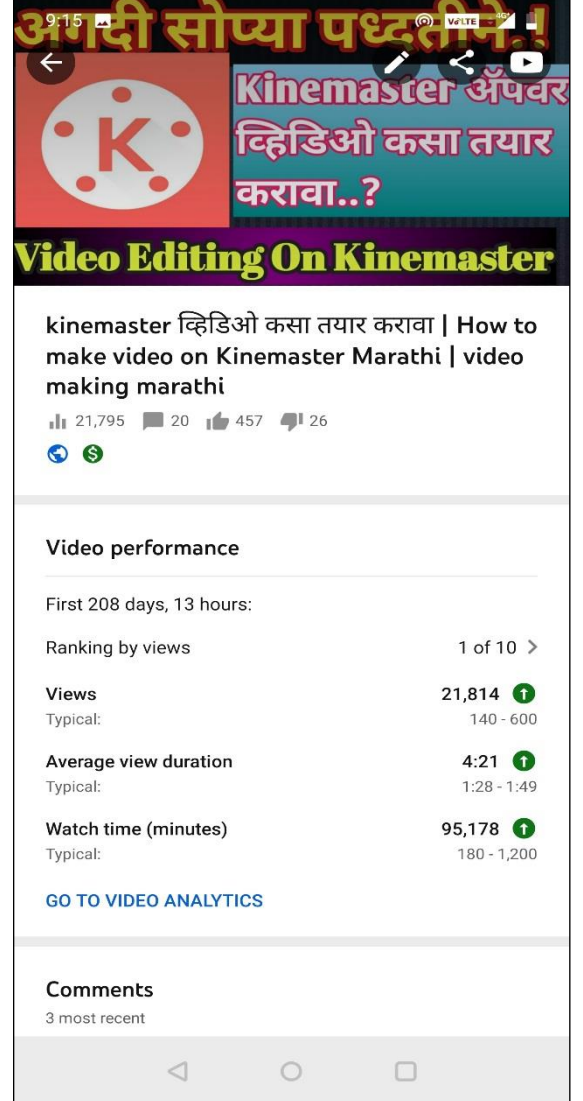 अगदी सोप्या पध्दतीने.!
9:15
VoLTE
4G
K
Kinemaster ॲपवर
व्हिडिओ कसा तयार
करावा..?
Video Editing On Kinemaster
kinemaster व्हिडिओ कसा तयार करावा | How to
make video on Kinemaster Marathi | video
making marathi
21,795 20 457 26
Video performance
First 208 days, 13 hours:
Ranking by views 1 of 10 >
Views 21,814
Typical: 140 - 600
Average view duration 4:21
Typical: 1:28 - 1:49
Watch time (minutes) 95,178
Typical: 180 - 1,200
GO TO VIDEO ANALYTICS
Comments
3 most recent